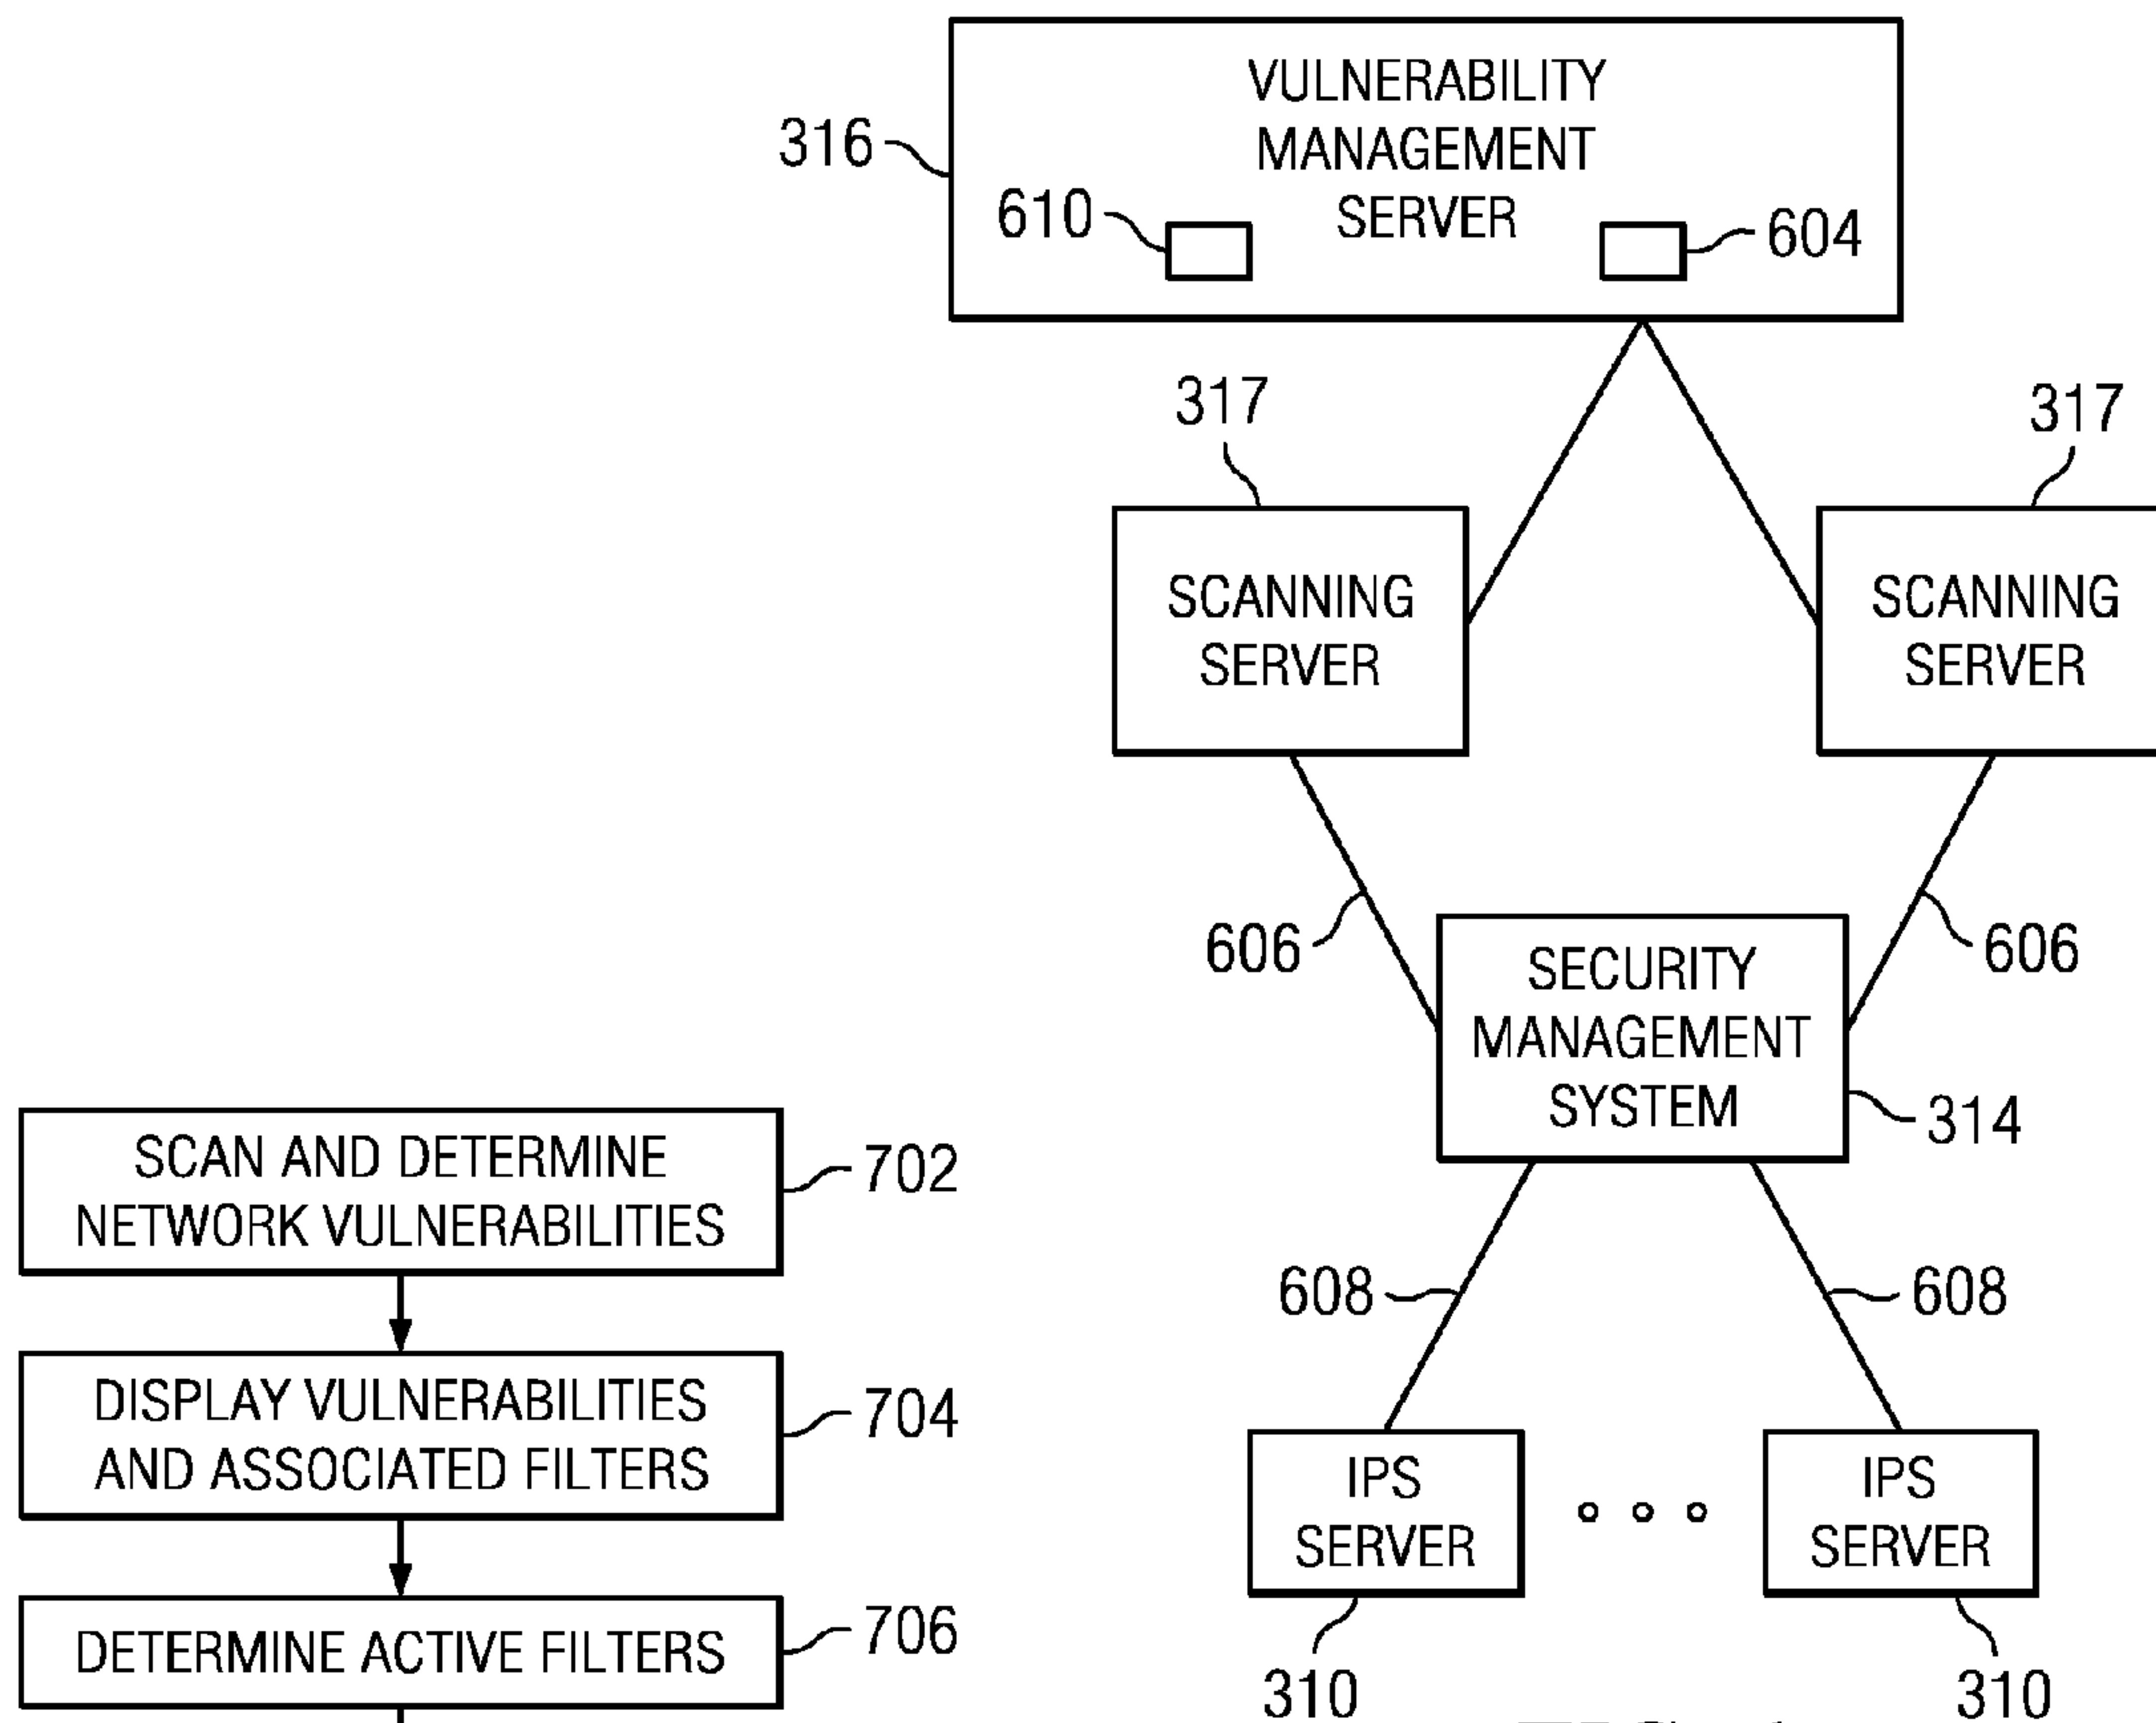 VULNERABILITY
MANAGEMENT
SERVER
316
610
604
317
317
SCANNING
SERVER
SCANNING
SERVER
606
606
SECURITY
MANAGEMENT
SYSTEM
314
608
608
IPS
SERVER
IPS
SERVER
310
310
SCAN AND DETERMINE
NETWORK VULNERABILITIES
702
DISPLAY VULNERABILITIES
AND ASSOCIATED FILTERS
704
DETERMINE ACTIVE FILTERS
706